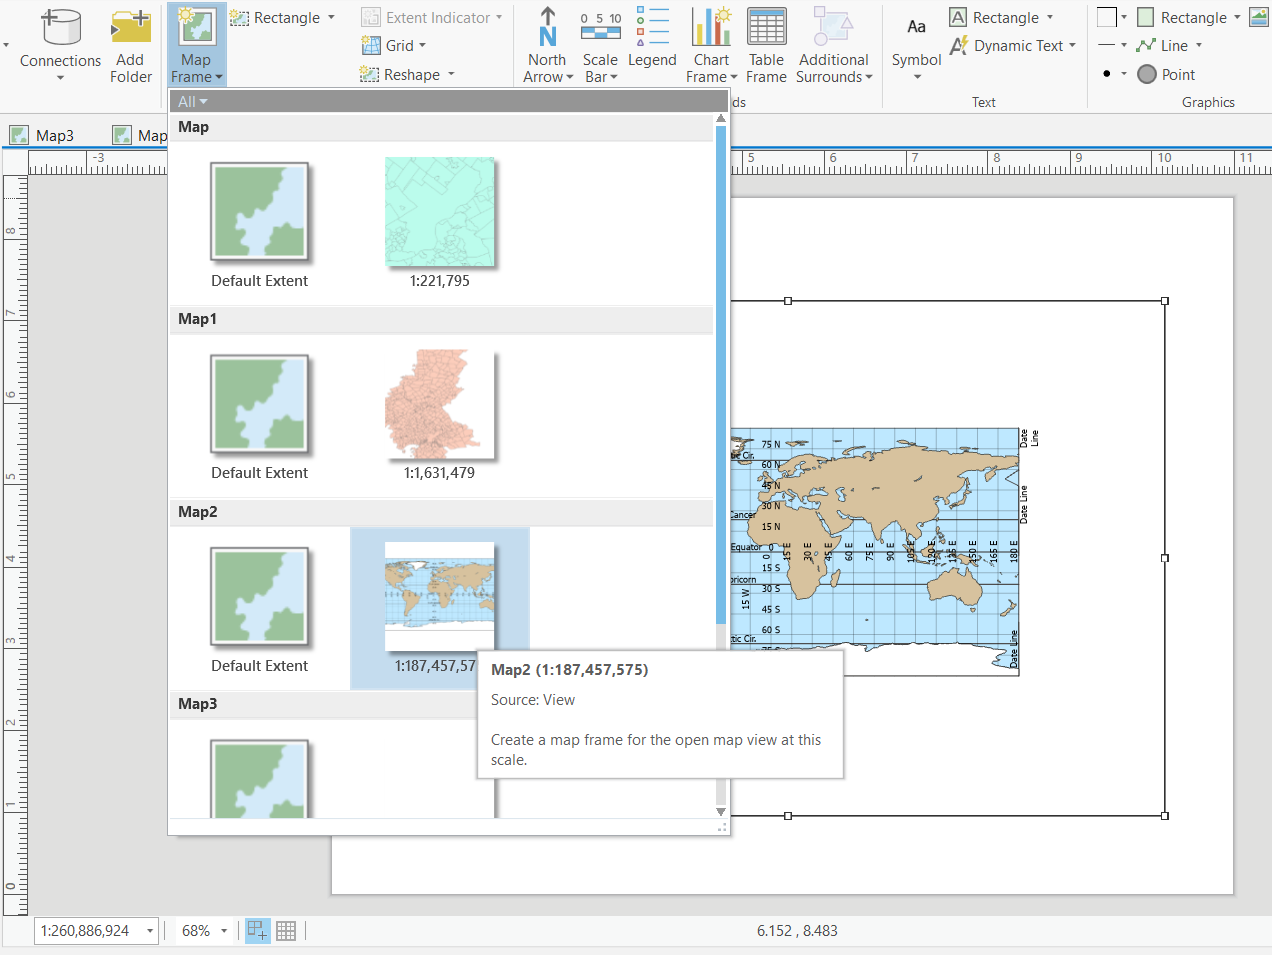 Connections
Add
Folder
Map
Frame
Rectangle
Extent Indicator
Grid
Reshape
North
Arrow
0 5 10
Scale
Bar
Legend
Chart
Frame
Table
Frame
Additional
Surrounds
ds
Aa
Symbol
A Rectangle
Dynamic Text
Text
Rectangle
Line
Point
Graphics
Map3
Map
All
Map
Default Extent
1:221,795
Map1
Default Extent
1:1,631,479
Map2
Default Extent
1:187,457,57
Map3
Map2 (1:187,457,575)
Source: View
Create a map frame for the open map view at this
scale.
-3
5
6
7
8
9
10
11
8
7
6
5
4
3
2
1
0
75 N
tic Cir.
60 N
45 N
30 N
Cancer
15 N
Equator 0
15 S
pricorn
30 S
45 S
60 S
tic Cir.
15 W
0
15 E
30 E
45 E
60 E
75 E
90 E
105 E
120 E
135 E
150 E
165 E
180 E
Date
Line
Date Line
Date Line
1:260,886,924
68%
6.152 , 8.483